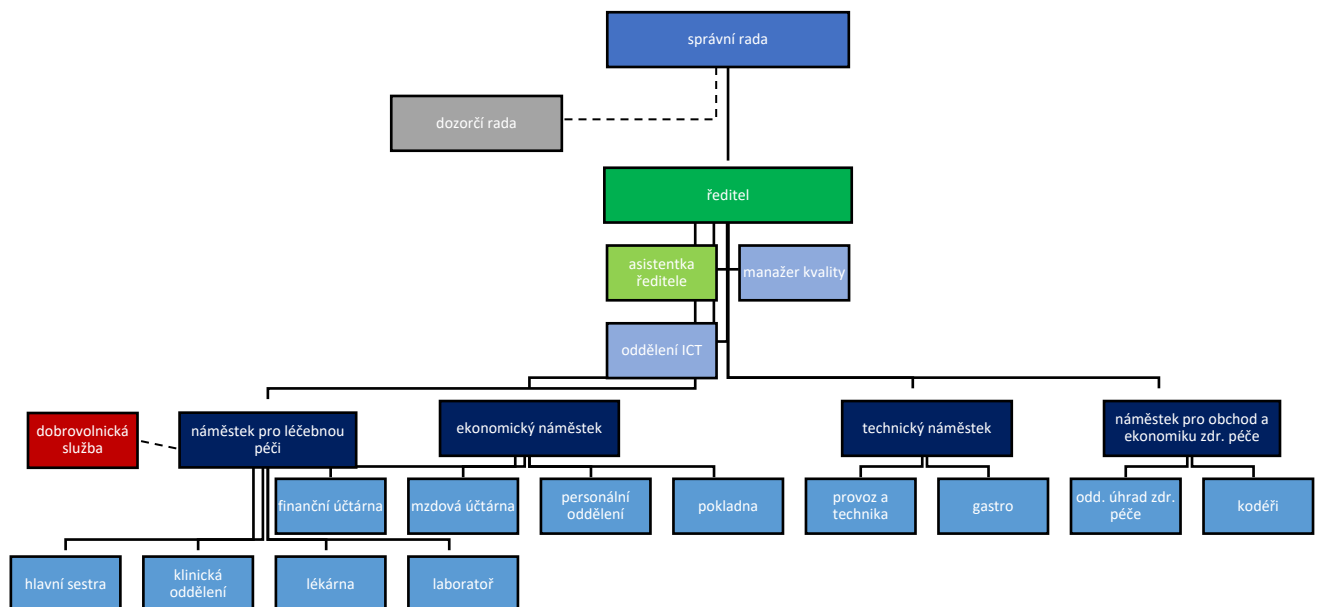 správní rada
dozorčí rada
ředitel
asistentka
ředitele
manažer kvality
oddělení ICT
dobrovolnická
služba
náměstek pro léčebnou
péči
ekonomický náměstek
technický náměstek
náměstek pro obchod a
ekonomiku zdr. péče
finanční účtárna
mzdová účtárna
personální
oddělení
pokladna
provoz a
technika
gastro
odd. úhrad zdr.
péče
kodéři
hlavní sestra
klinická
oddělení
lékárna
laboratoř